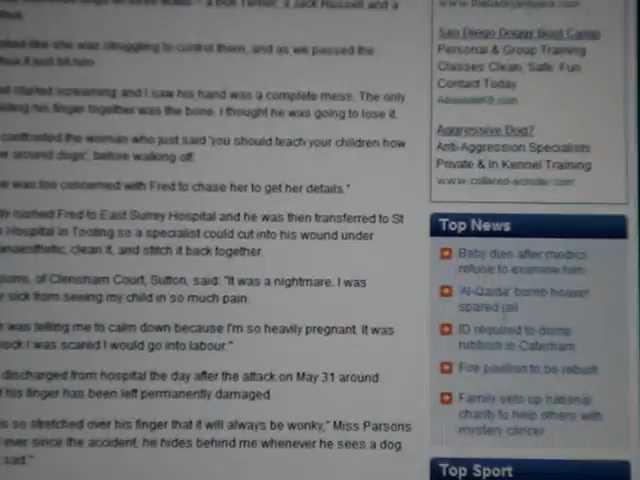 a Jack Russell and a
like she was struggling to control them, and as we passed the
started screaming and I saw his hand was a complete mess. The only
his finger together was the bone. I thought he was going to lose it.
confronted the woman who just said 'you should teach your children how
around dogs', before walking off.
was too concerned with Fred to chase her to get her details."
rushed Fred to East Surrey Hospital and he was then transferred to St
Hospital in Tooting so a specialist could cut into his wound under
anaesthetic, clean it, and stitch it back together.
of Clensham Court, Sutton, said: "It was a nightmare. I was
sick from seeing my child in so much pain.
was telling me to calm down because I'm so heavily pregnant. It was
I was scared I would go into labour."
discharged from hospital the day after the attack on May 31 around
his finger has been left permanently damaged.
so stretched over his finger that it will always be wonky," Miss Parsons
ever since the accident, he hides behind me whenever he sees a dog.
said."
San Diego Doggy Boot Camp
Personal & Group Training
Classes Clean, Safe, Fun
Contact Today
Aggressive Dog?
Anti-Aggression Specialists
Private & In Kennel Training
www.collared-scholar.com
Top News
Baby dies after medics
refuse to examine him
'Al-Qaida' bomb hoaxer
spared jail
ID required to dump
rubbish in Caterham
Fire pavilion to be rebuilt
Family sets up national
charity to help others with
mystery cancer
Top Sport